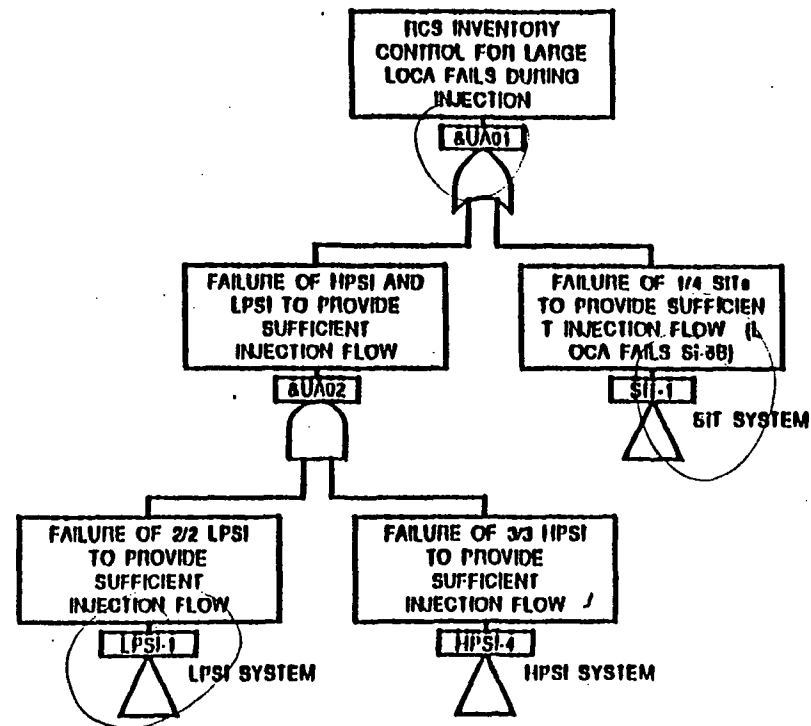 RCS INVENTORY
CONTROL FOR LARGE
LOCA FAILS DURING
INJECTION
&UA01
FAILURE OF HPSI AND
LPSI TO PROVIDE
SUFFICIENT
INJECTION FLOW
&UA02
FAILURE OF 1/4 SITs
TO PROVIDE SUFFICIEN
T INJECTION FLOW (L
OCA FAILS SI-8B)
SIT-1
SIT SYSTEM
FAILURE OF 2/2 LPSI
TO PROVIDE
SUFFICIENT
INJECTION FLOW
LPSI-1
LPSI SYSTEM
FAILURE OF 3/3 HPSI
TO PROVIDE
SUFFICIENT
INJECTION FLOW
HPSI-4
HPSI SYSTEM